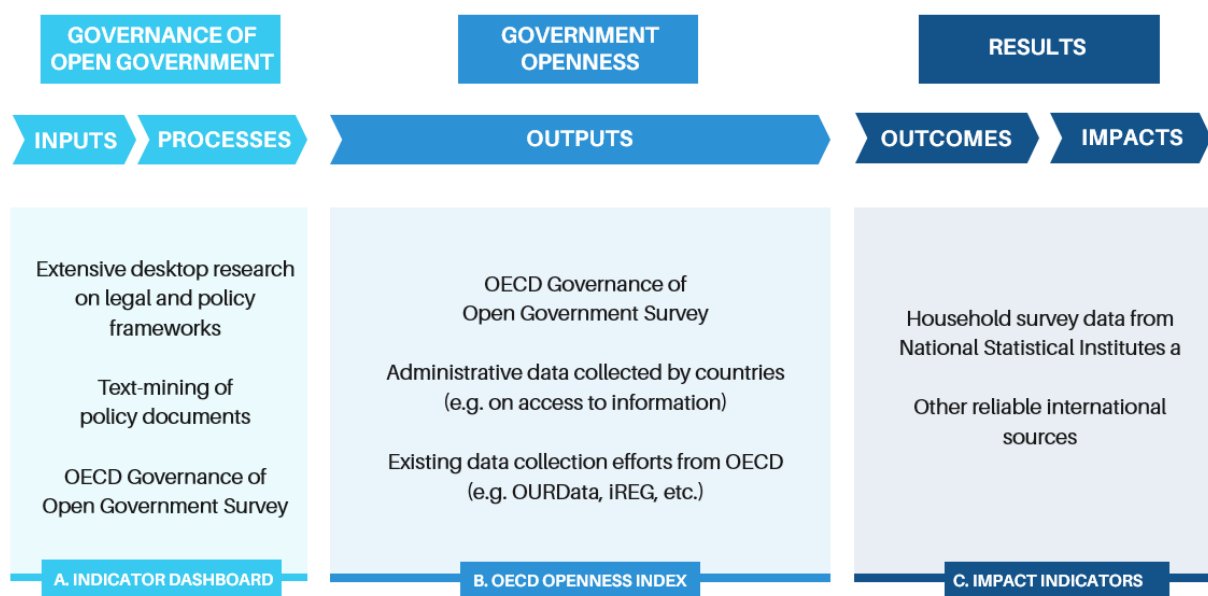 GOVERNANCE OF
OPEN GOVERNMENT
GOVERNMENT
OPENNESS
RESULTS
INPUTS
PROCESSES
OUTPUTS
OUTCOMES
IMPACTS
Extensive desktop research
on legal and policy
frameworks
Text-mining of
policy documents
OECD Governance of
Open Government Survey
A. INDICATOR DASHBOARD
OECD Governance of
Open Government Survey
Administrative data collected by countries
(e.g. on access to information)
Existing data collection efforts from OECD
(e.g. OURData, iREG, etc.)
B. OECD OPENNESS INDEX
Household survey data from
National Statistical Institutes a
Other reliable international
sources
C. IMPACT INDICATORS